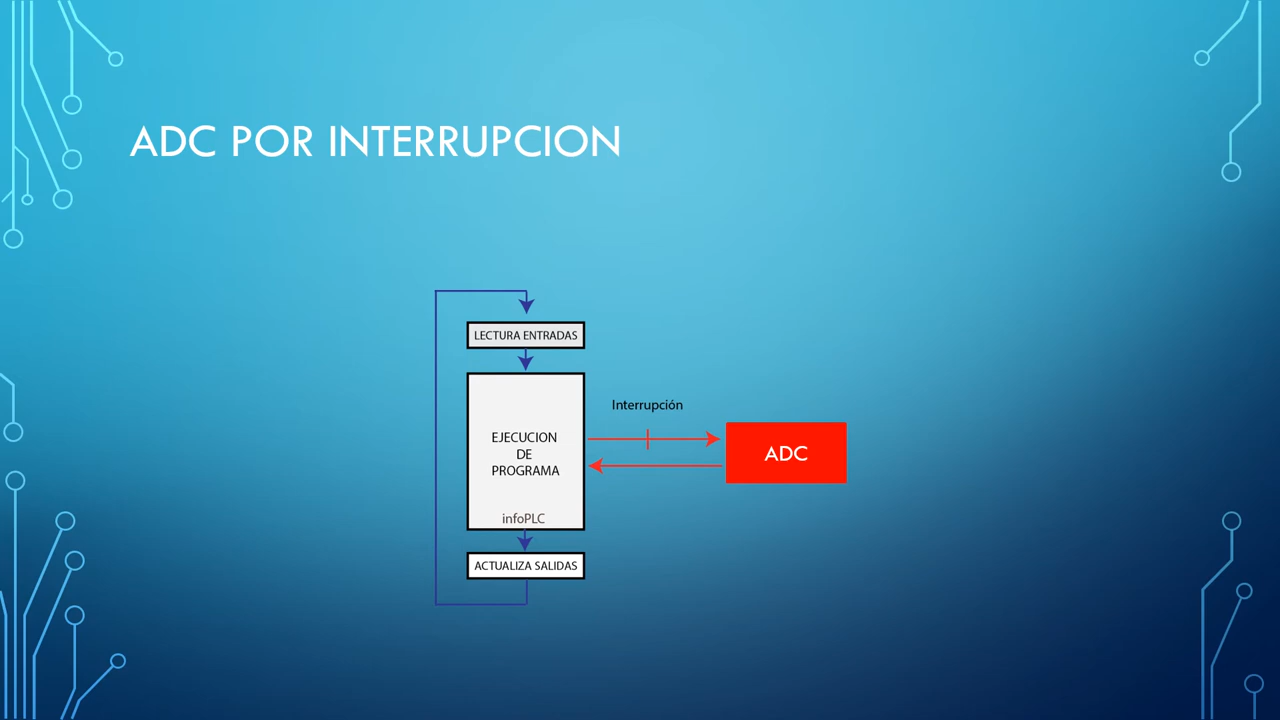 ADC POR INTERRUPCION
LECTURA ENTRADAS
EJECUCION
DE
PROGRAMA
infoPLC
ACTUALIZA SALIDAS
Interrupción
ADC